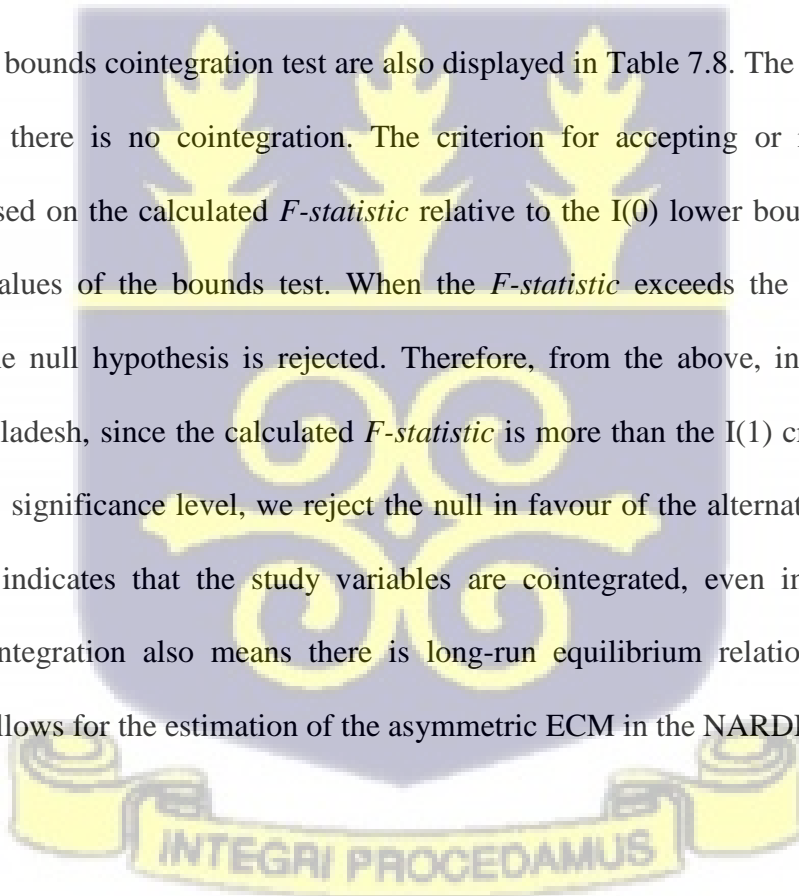 bounds cointegration test are also displayed in Table 7.8. The
there is no cointegration. The criterion for accepting or
sed on the calculated F-statistic relative to the I(0) lower bou
alues of the bounds test. When the F-statistic exceeds the
e null hypothesis is rejected. Therefore, from the above, in
ladesh, since the calculated F-statistic is more than the I(1) c
significance level, we reject the null in favour of the alternat
indicates that the study variables are cointegrated, even in
ntegration also means there is long-run equilibrium relatio
llows for the estimation of the asymmetric ECM in the NARD
INTEGRI PROCEDAMUS